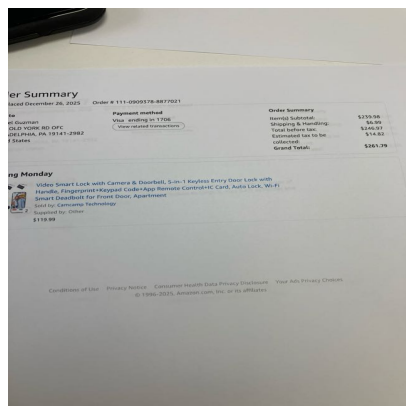 er Summary
laced December 26, 2025 Order # 111-0909378-8877021
Guzman
OLD YORK RD OFC
ADELPHIA, PA 19141-2982
d States
Payment method
Visa ending in 1706
View related transactions
Order Summary
Item(s) Subtotal: $239.98
Shipping & Handling: $6.99
Total before tax: $246.97
Estimated tax to be collected: $14.82
Grand Total: $261.79
ng Monday
Video Smart Lock with Camera & Doorbell, 5-in-1 Keyless Entry Door Lock with
Handle, Fingerprint+Keypad Code+App Remote Control+IC Card, Auto Lock, Wi-Fi
Smart Deadbolt for Front Door, Apartment
Sold by: Camcamp Technology
Supplied by: Other
$119.99
Conditions of Use Privacy Notice Consumer Health Data Privacy Disclosure Your Ads Privacy Choices
© 1996-2025, Amazon.com, Inc. or its affiliates